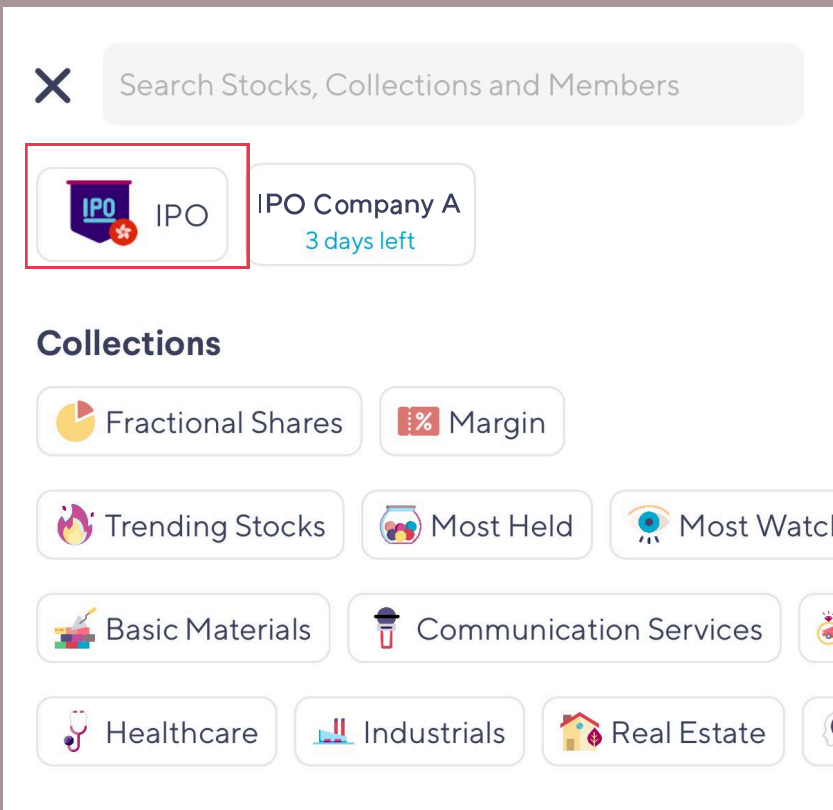 Search Stocks, Collections and Members
IPO IPO
IPO Company A
3 days left
Collections
Fractional Shares
% Margin
Trending Stocks
Most Held
Most Watch
Basic Materials
Communication Services
Healthcare
Industrials
Real Estate